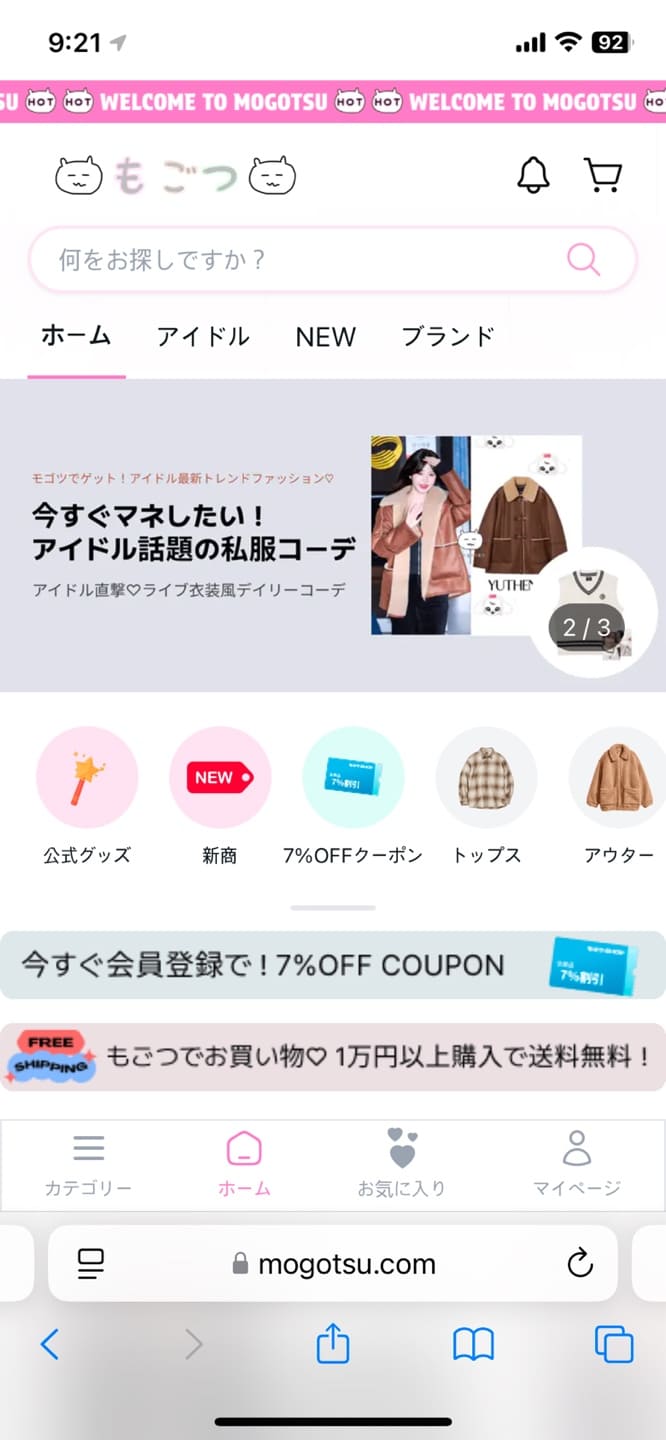 9:21
92
SU HOT HOT WELCOME TO MOGOTSU HOT HOT WELCOME TO MOGOTSU HO
もごつ
何をお探しですか?
ホーム アイドル NEW ブランド
モゴツでゲット!アイドル最新トレンドファッション♡
今すぐマネしたい!
アイドル話題の私服コーデ
アイドル直撃♡ライブ衣装風デイリーコーデ
YUTHEN
2 / 3
NEW
7%割引
公式グッズ 新商 7%OFFクーポン トップス アウター
今すぐ会員登録で!7%OFF COUPON
7%割引
FREE
SHIPPING
もごつでお買い物♡ 1万円以上購入で送料無料!
カテゴリー ホーム お気に入り マイページ
mogotsu.com